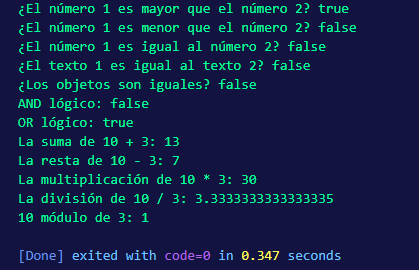 ¿El número 1 es mayor que el número 2? true
¿El número 1 es menor que el número 2? false
¿El número 1 es igual al número 2? false
¿El texto 1 es igual al texto 2? false
¿Los objetos son iguales? false
AND lógico: false
OR lógico: true
La suma de 10 + 3: 13
La resta de 10 - 3: 7
La multiplicación de 10 * 3: 30
La división de 10 / 3: 3.3333333333333335
10 módulo de 3: 1
[Done] exited with code=0 in 0.347 seconds